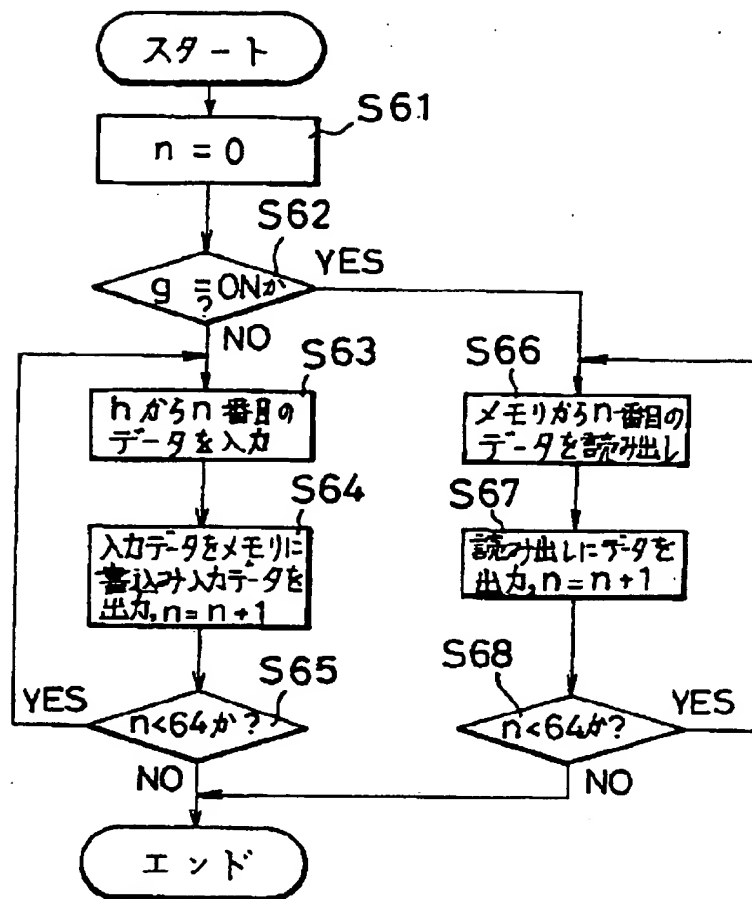 スタート
S61
n = 0
S62
g = ONか
?
YES
NO
S63
hからn番目の
データを入力
S64
入力データをメモリに
書込み入力データを
出力,n=n+1
S65
n<64か?
YES
NO
S66
メモリからn番目の
データを読み出し
S67
読み出しにデータを
出力,n=n+1
S68
n<64か?
YES
NO
エンド